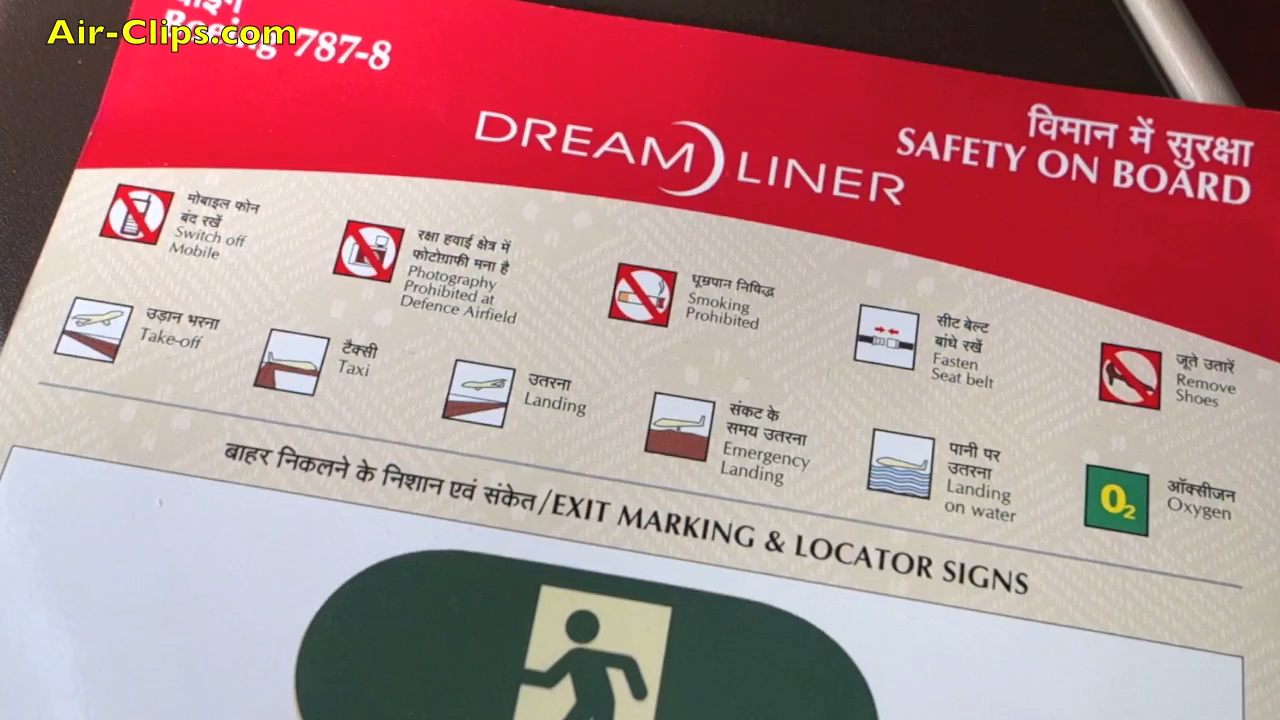 Air-Clips.com
Boeing 787-8
DREAMLINER
विमान में सुरक्षा
SAFETY ON BOARD
मोबाइल फोन
बंद रखें
Switch off
Mobile
रक्षा हवाई क्षेत्र में
फोटोग्राफी मना है
Photography
Prohibited at
Defence Airfield
धूम्रपान निषिद्ध
Smoking
Prohibited
सीट बेल्ट
बांधे रखें
Fasten
Seat belt
जूते उतारें
Remove
Shoes
उड़ान भरना
Take-off
टैक्सी
Taxi
उतरना
Landing
संकट के
समय उतरना
Emergency
Landing
पानी पर
उतरना
Landing
on water
O2
ऑक्सीजन
Oxygen
बाहर निकलने के निशान एवं संकेत/EXIT MARKING & LOCATOR SIGNS